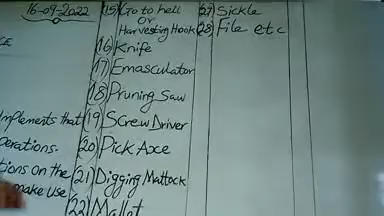 16-09-2022
CE
Implements that
Operations.
tions on the
make use
(15) Go to hell
or
Harvesting Hook
(16) Knife
(17) Emasculator
(18) Pruning Saw
(19) Screw Driver
(20) Pick Axe
(21) Digging Mattock
(22) Mallet
(27) Sickle
(28) File etc